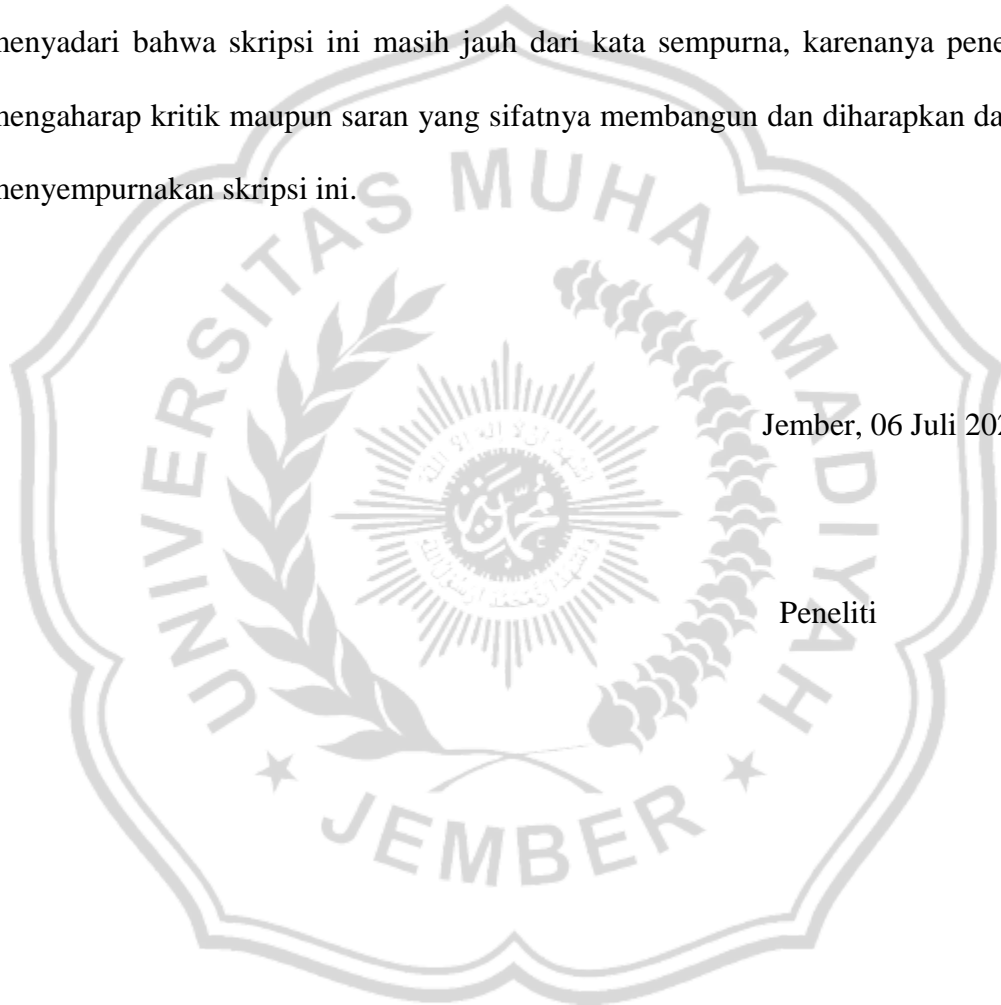 menyadari bahwa skripsi ini masih jauh dari kata sempurna, karenanya pene
mengaharap kritik maupun saran yang sifatnya membangun dan diharapkan da
menyempurnakan skripsi ini.
UNIVERSITAS MUHAMMADIYAH
Jember, 06 Juli 202
Peneliti
JEMBER